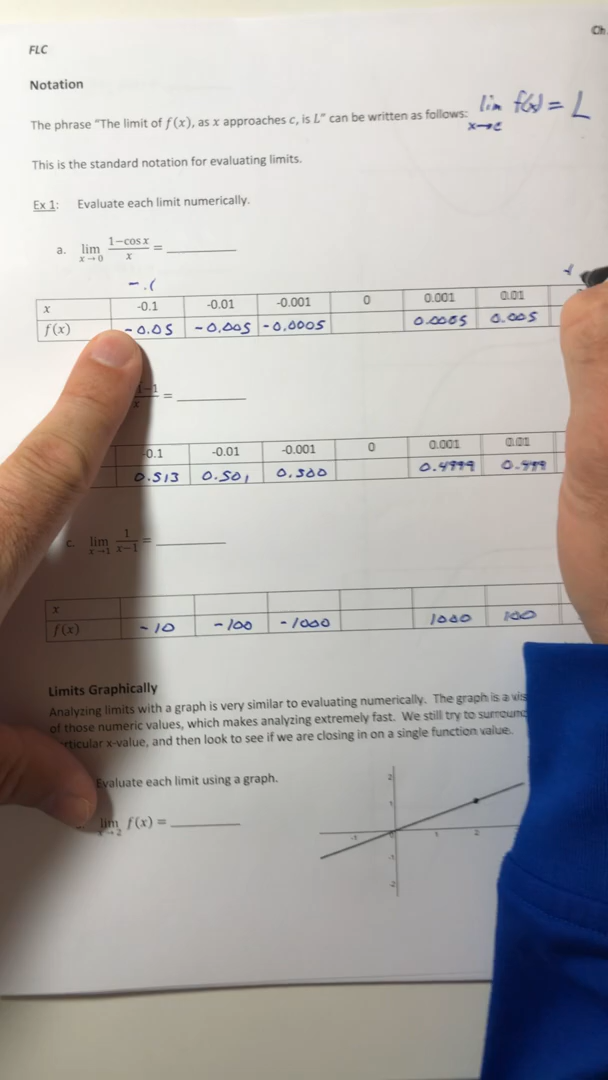 Ch
FLC
Notation
The phrase "The limit of f(x), as x approaches c, is L" can be written as follows: lim x→c f(x) = L
This is the standard notation for evaluating limits.
Ex 1: Evaluate each limit numerically.
a. lim x→0 1−cos x / x = ________
-.1
x -0.1 -0.01 -0.001 0 0.001 0.01
f(x) -0.05 -0.005 -0.0005 0.0005 0.005
-1 / x = ________
-0.1 -0.01 -0.001 0 0.001 0.01
0.513 0.501 0.500 0.4999 0.499
c. lim x→1 1 / x−1 = ________
x
f(x) -10 -100 -1000 1000 100
Limits Graphically
Analyzing limits with a graph is very similar to evaluating numerically. The graph is a vis
of those numeric values, which makes analyzing extremely fast. We still try to surround
rticular x-value, and then look to see if we are closing in on a single function value.
Evaluate each limit using a graph.
lim x→2 f(x) = ________
2
1
-1 1 2
-1
-2